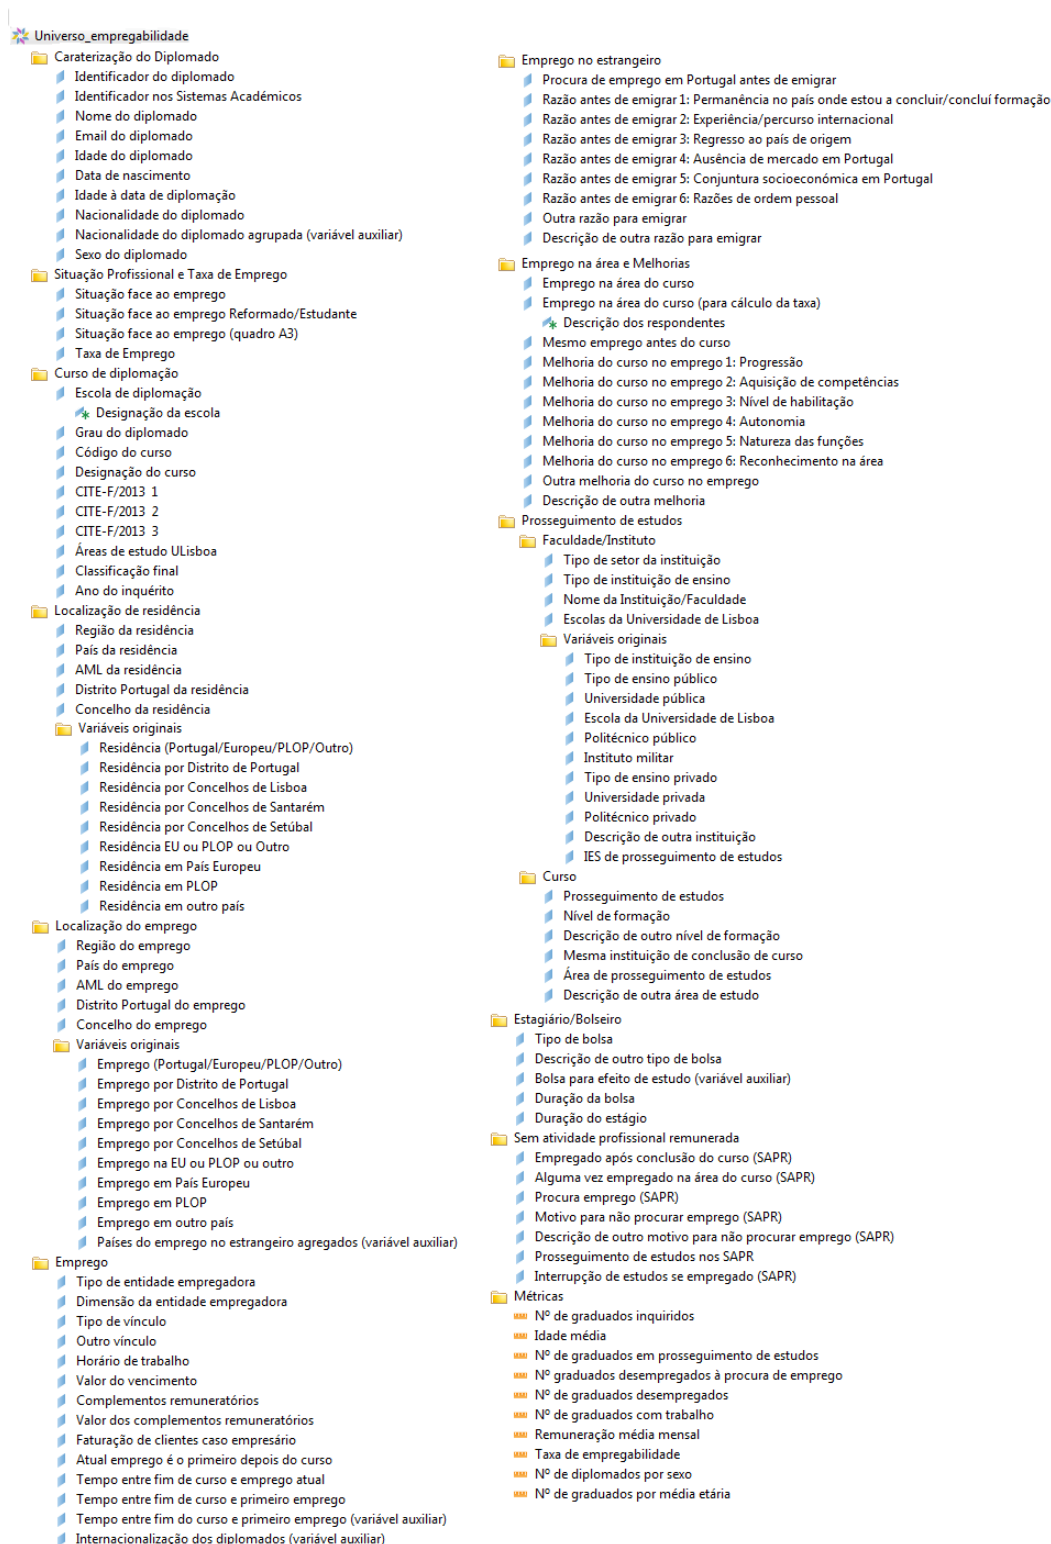 Universo_empregabilidade
Caraterização do Diplomado
Identificador do diplomado
Identificador nos Sistemas Académicos
Nome do diplomado
Email do diplomado
Idade do diplomado
Data de nascimento
Idade à data de diplomação
Nacionalidade do diplomado
Nacionalidade do diplomado agrupada (variável auxiliar)
Sexo do diplomado
Situação Profissional e Taxa de Emprego
Situação face ao emprego
Situação face ao emprego Reformado/Estudante
Situação face ao emprego (quadro A3)
Taxa de Emprego
Curso de diplomação
Escola de diplomação
Designação da escola
Grau do diplomado
Código do curso
Designação do curso
CITE-F/2013 1
CITE-F/2013 2
CITE-F/2013 3
Áreas de estudo ULisboa
Classificação final
Ano do inquérito
Localização de residência
Região da residência
País da residência
AML da residência
Distrito Portugal da residência
Concelho da residência
Variáveis originais
Residência (Portugal/Europeu/PLOP/Outro)
Residência por Distrito de Portugal
Residência por Concelhos de Lisboa
Residência por Concelhos de Santarém
Residência por Concelhos de Setúbal
Residência EU ou PLOP ou Outro
Residência em País Europeu
Residência em PLOP
Residência em outro país
Localização do emprego
Região do emprego
País do emprego
AML do emprego
Distrito Portugal do emprego
Concelho do emprego
Variáveis originais
Emprego (Portugal/Europeu/PLOP/Outro)
Emprego por Distrito de Portugal
Emprego por Concelhos de Lisboa
Emprego por Concelhos de Santarém
Emprego por Concelhos de Setúbal
Emprego na EU ou PLOP ou outro
Emprego em País Europeu
Emprego em PLOP
Emprego em outro país
Países do emprego no estrangeiro agregados (variável auxiliar)
Emprego
Tipo de entidade empregadora
Dimensão da entidade empregadora
Tipo de vínculo
Outro vínculo
Horário de trabalho
Valor do vencimento
Complementos remuneratórios
Valor dos complementos remuneratórios
Faturação de clientes caso empresário
Atual emprego é o primeiro depois do curso
Tempo entre fim de curso e emprego atual
Tempo entre fim de curso e primeiro emprego
Tempo entre fim do curso e primeiro emprego (variável auxiliar)
Internacionalização dos diplomados (variável auxiliar)
Emprego no estrangeiro
Procura de emprego em Portugal antes de emigrar
Razão antes de emigrar 1: Permanência no país onde estou a concluir/concluí formação
Razão antes de emigrar 2: Experiência/percurso internacional
Razão antes de emigrar 3: Regresso ao país de origem
Razão antes de emigrar 4: Ausência de mercado em Portugal
Razão antes de emigrar 5: Conjuntura socioeconómica em Portugal
Razão antes de emigrar 6: Razões de ordem pessoal
Outra razão para emigrar
Descrição de outra razão para emigrar
Emprego na área e Melhorias
Emprego na área do curso
Emprego na área do curso (para cálculo da taxa)
Descrição dos respondentes
Mesmo emprego antes do curso
Melhoria do curso no emprego 1: Progressão
Melhoria do curso no emprego 2: Aquisição de competências
Melhoria do curso no emprego 3: Nível de habilitação
Melhoria do curso no emprego 4: Autonomia
Melhoria do curso no emprego 5: Natureza das funções
Melhoria do curso no emprego 6: Reconhecimento na área
Outra melhoria do curso no emprego
Descrição de outra melhoria
Prosseguimento de estudos
Faculdade/Instituto
Tipo de setor da instituição
Tipo de instituição de ensino
Nome da Instituição/Faculdade
Escolas da Universidade de Lisboa
Variáveis originais
Tipo de instituição de ensino
Tipo de ensino público
Universidade pública
Escola da Universidade de Lisboa
Politécnico público
Instituto militar
Tipo de ensino privado
Universidade privada
Politécnico privado
Descrição de outra instituição
IES de prosseguimento de estudos
Curso
Prosseguimento de estudos
Nível de formação
Descrição de outro nível de formação
Mesma instituição de conclusão de curso
Área de prosseguimento de estudos
Descrição de outra área de estudo
Estagiário/Bolseiro
Tipo de bolsa
Descrição de outro tipo de bolsa
Bolsa para efeito de estudo (variável auxiliar)
Duração da bolsa
Duração do estágio
Sem atividade profissional remunerada
Empregado após conclusão do curso (SAPR)
Alguma vez empregado na área do curso (SAPR)
Procura emprego (SAPR)
Motivo para não procurar emprego (SAPR)
Descrição de outro motivo para não procurar emprego (SAPR)
Prosseguimento de estudos nos SAPR
Interrupção de estudos se empregado (SAPR)
Métricas
Nº de graduados inquiridos
Idade média
Nº de graduados em prosseguimento de estudos
Nº graduados desempregados à procura de emprego
Nº de graduados desempregados
Nº de graduados com trabalho
Remuneração média mensal
Taxa de empregabilidade
Nº de diplomados por sexo
Nº de graduados por média etária